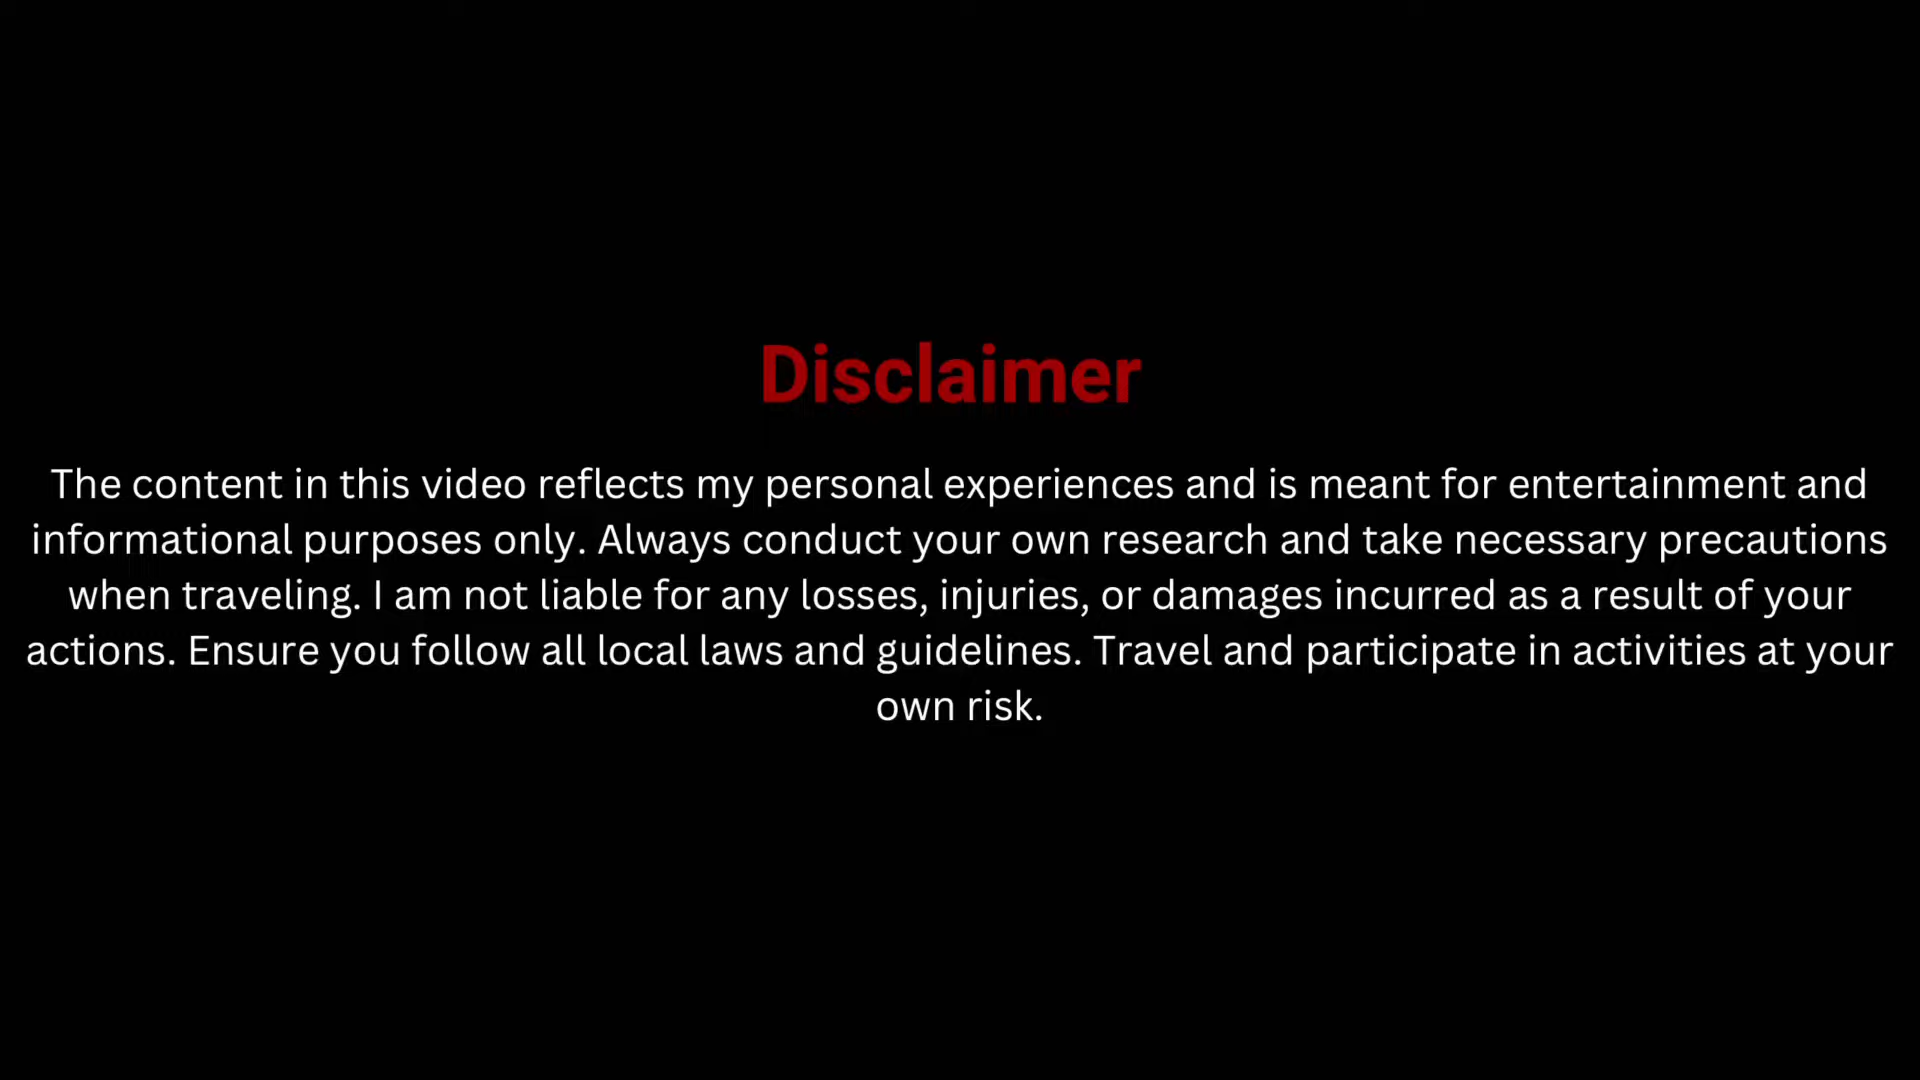 Disclaimer
The content in this video reflects my personal experiences and is meant for entertainment and
informational purposes only. Always conduct your own research and take necessary precautions
when traveling. I am not liable for any losses, injuries, or damages incurred as a result of your
actions. Ensure you follow all local laws and guidelines. Travel and participate in activities at your
own risk.